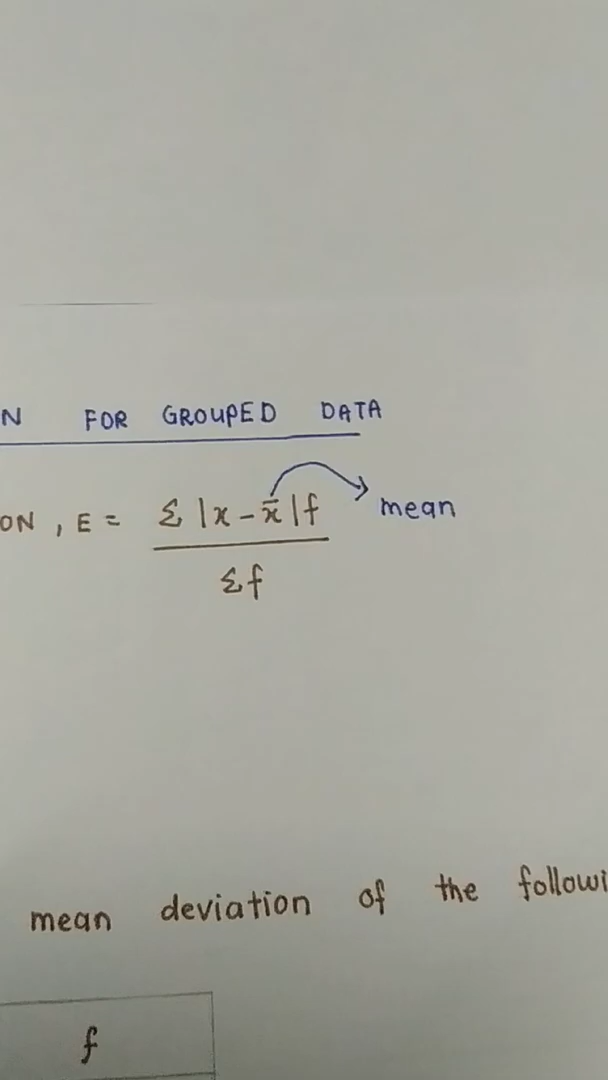 N FOR GROUPED DATA
ON , E = Σ |x - x̄ |f mean
Σf
mean deviation of the followi
f